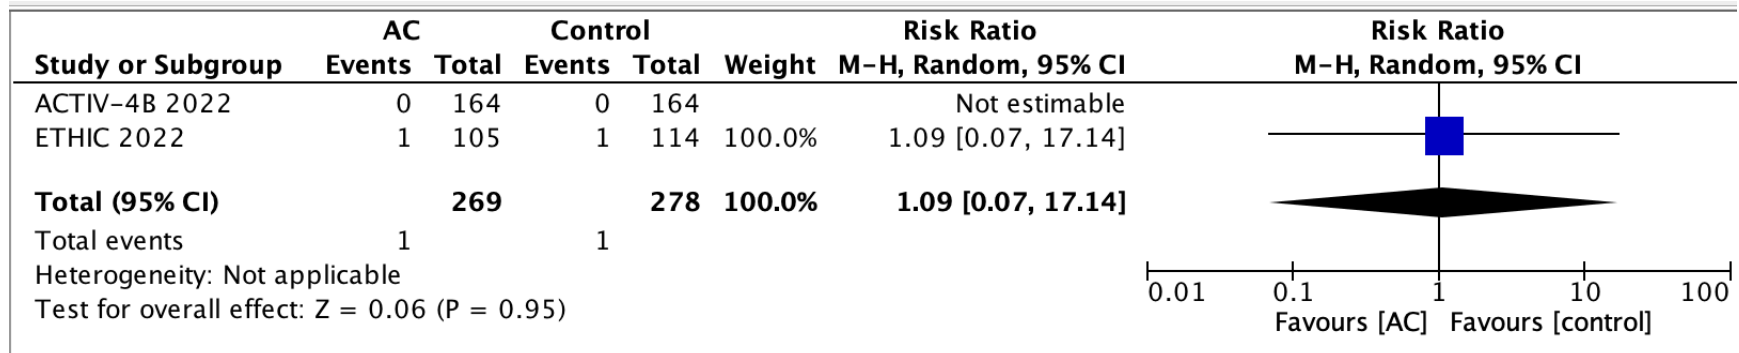 AC Control Risk Ratio Risk Ratio
Study or Subgroup Events Total Events Total Weight M-H, Random, 95% CI M-H, Random, 95% CI
ACTIV-4B 2022 0 164 0 164 Not estimable
ETHIC 2022 1 105 1 114 100.0% 1.09 [0.07, 17.14]
Total (95% CI) 269 278 100.0% 1.09 [0.07, 17.14]
Total events 1 1
Heterogeneity: Not applicable
Test for overall effect: Z = 0.06 (P = 0.95)
0.01 0.1 1 10 100
Favours [AC] Favours [control]